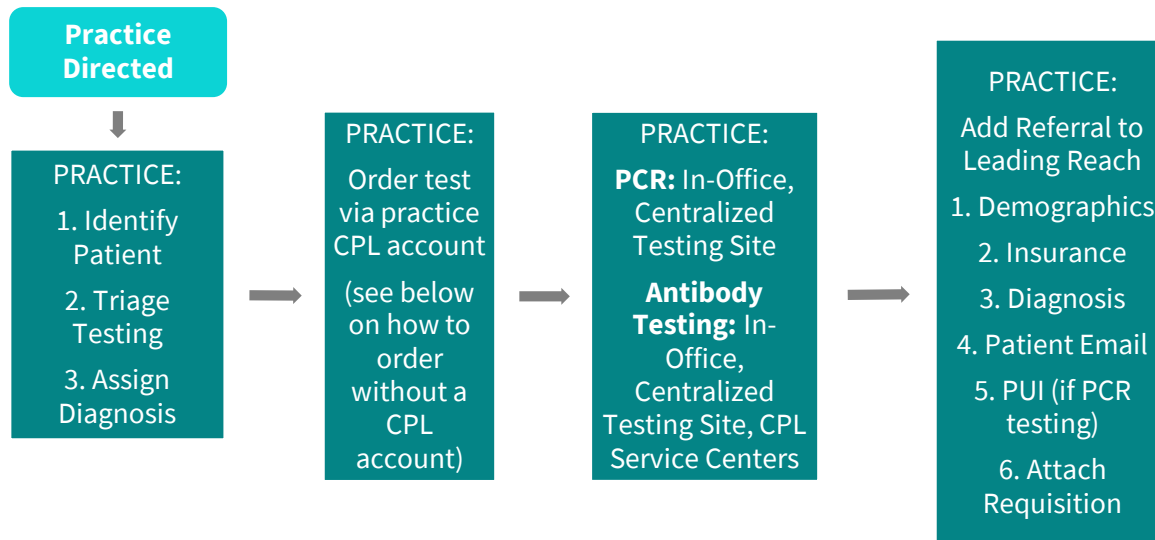 Practice
Directed
PRACTICE:
1. Identify
Patient
2. Triage
Testing
3. Assign
Diagnosis
PRACTICE:
Order test
via practice
CPL account
(see below
on how to
order
without a
CPL
account)
PRACTICE:
PCR: In-Office,
Centralized
Testing Site
Antibody
Testing: In-
Office,
Centralized
Testing Site, CPL
Service Centers
PRACTICE:
Add Referral to
Leading Reach
1. Demographics
2. Insurance
3. Diagnosis
4. Patient Email
5. PUI (if PCR
testing)
6. Attach
Requisition